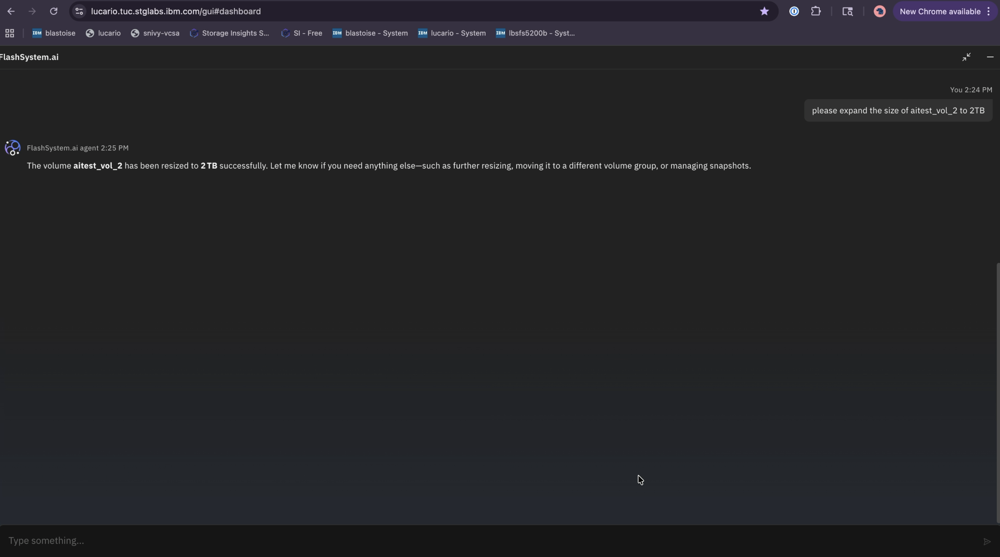 lucario.tuc.stglabs.ibm.com/gui#dashboard
New Chrome available
IBM blastoise
lucario
snivy-vcsa
Storage Insights S...
SI - Free
IBM blastoise - System
IBM lucario - System
IBM lbsfs5200b - Syst...
FlashSystem.ai
You 2:24 PM
please expand the size of aitest_vol_2 to 2TB
FlashSystem.ai agent 2:25 PM
The volume aitest_vol_2 has been resized to 2 TB successfully. Let me know if you need anything else—such as further resizing, moving it to a different volume group, or managing snapshots.
Type something...